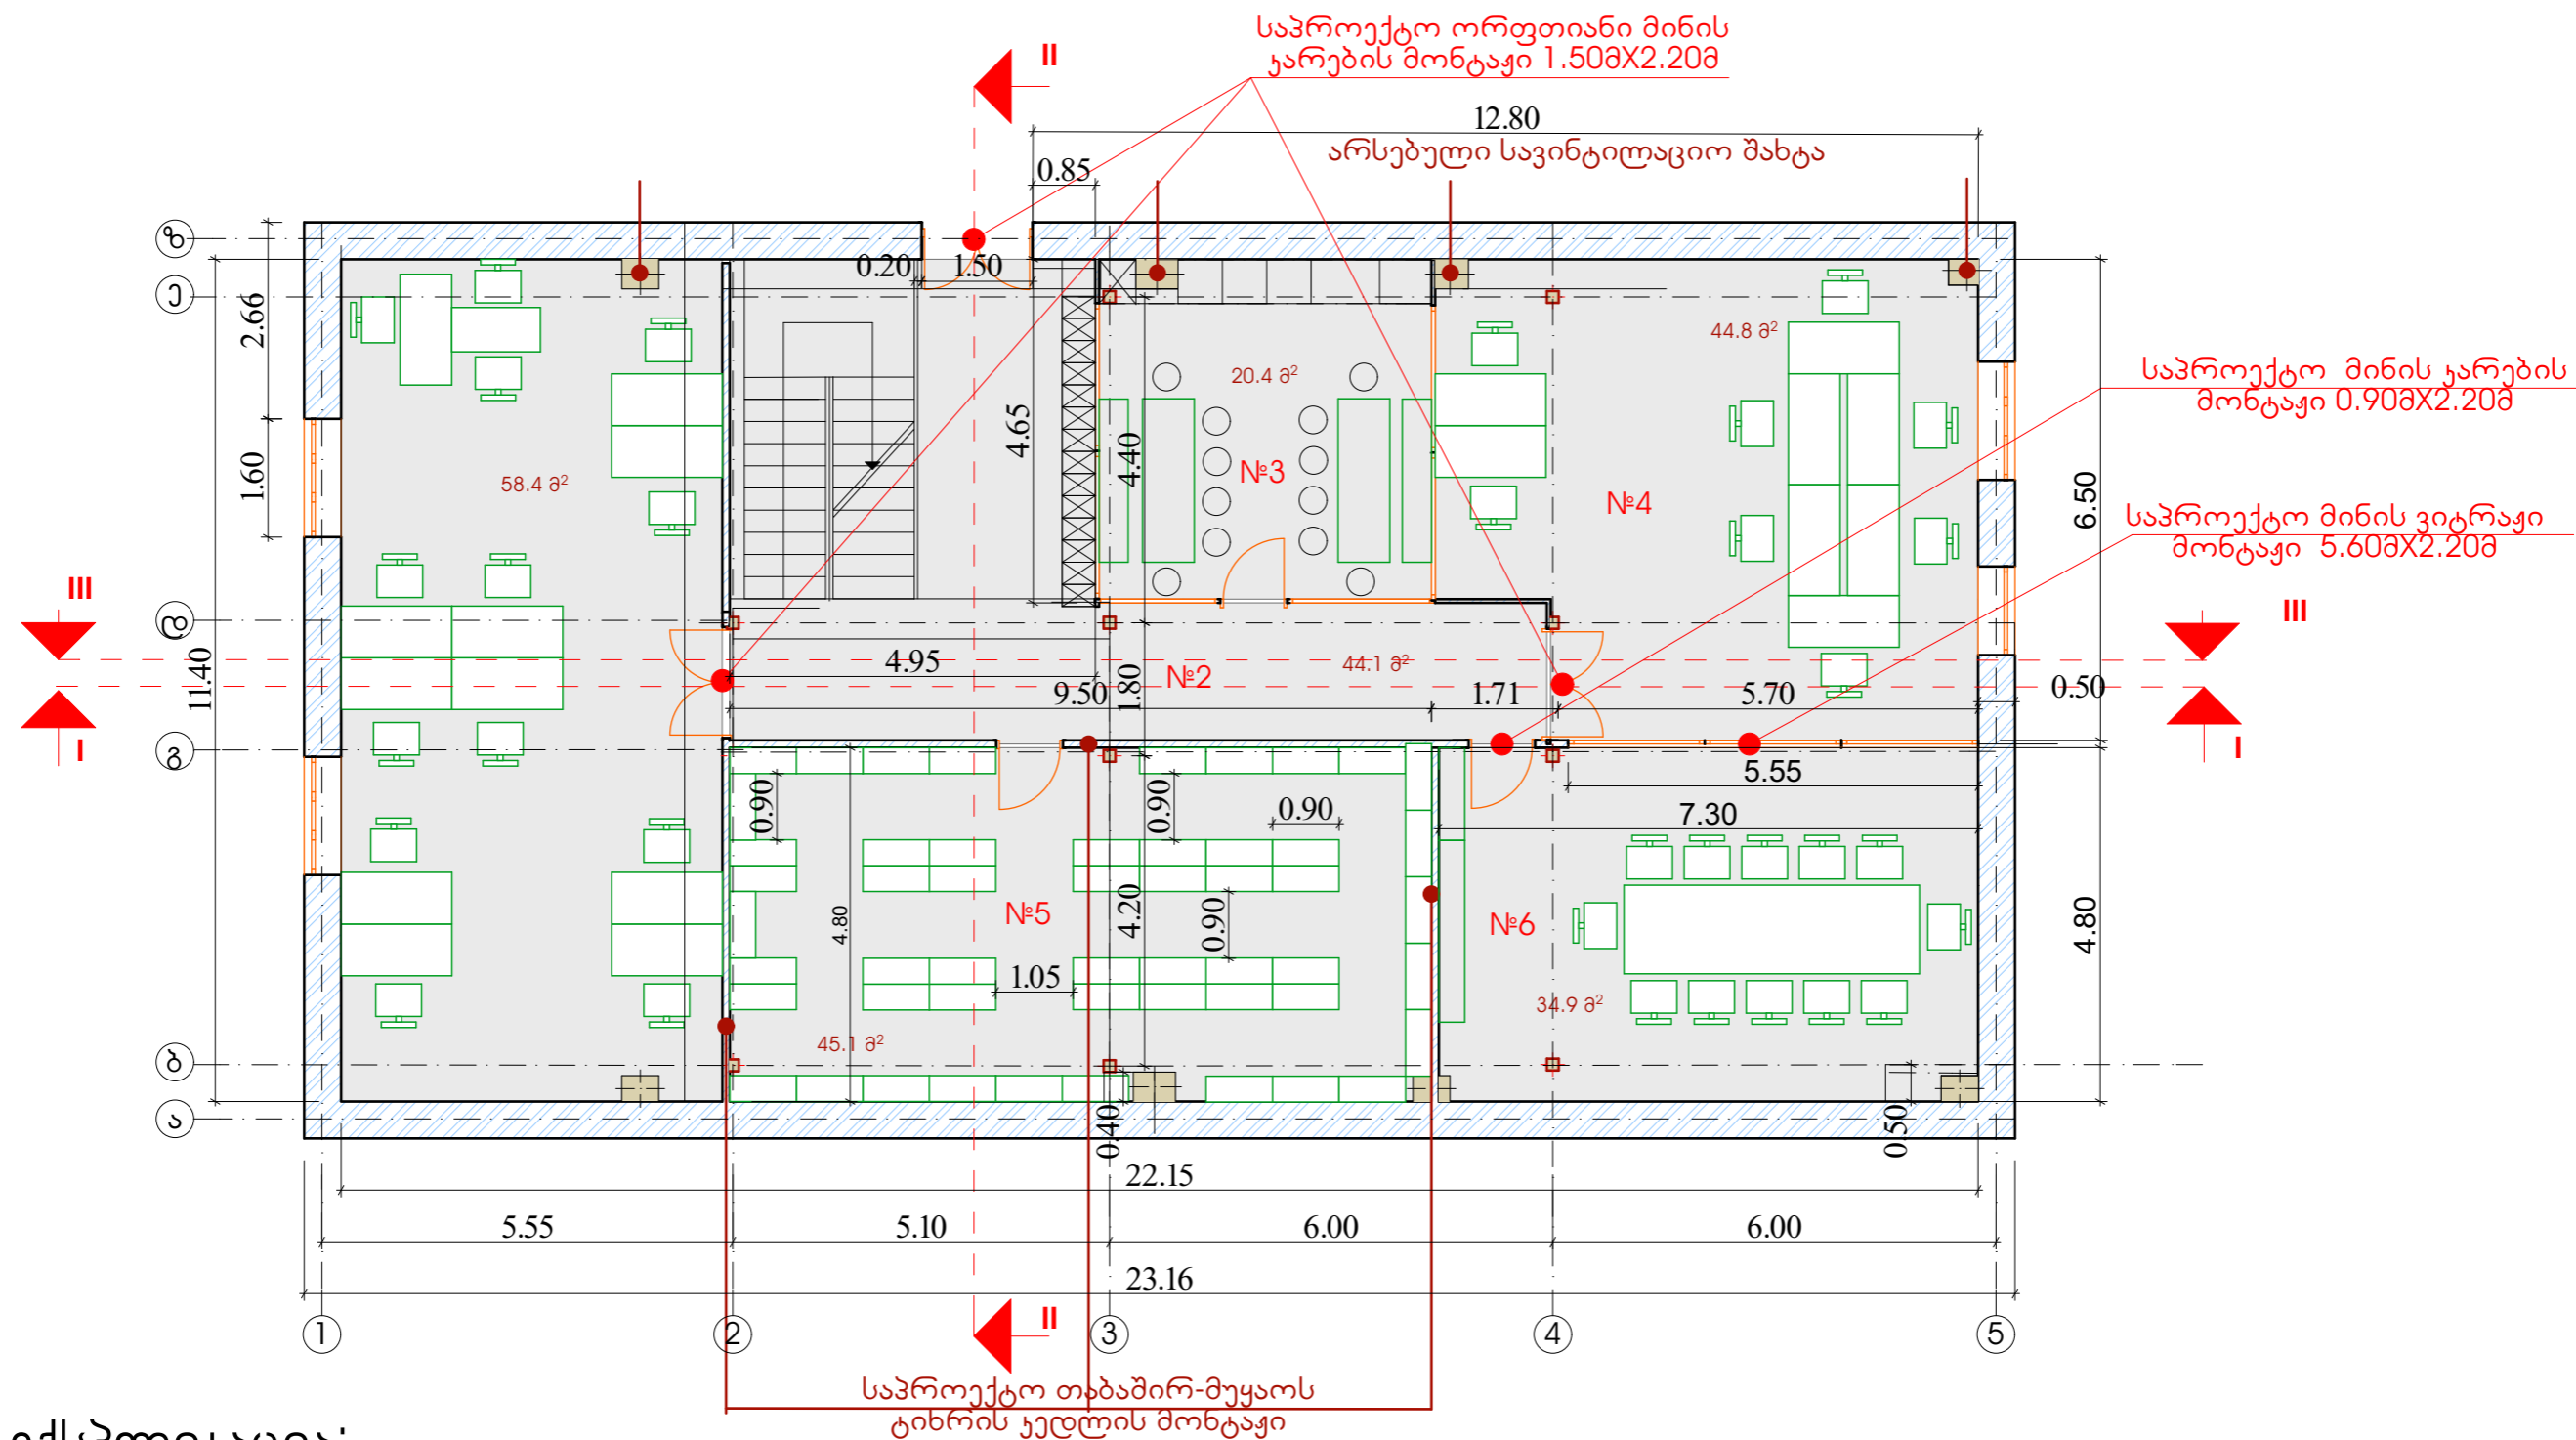 საპროექტო ორფთიანი მინის
კარების მონტაჟი 1.50მX2.20მ
II
12.80
არსებული სავინტილაციო შახტა
0.85
ზ
ე
0.20
1.50
2.66
44.8 მ²
საპროექტო მინის კარების
მონტაჟი 0.90მX2.20მ
20.4 მ²
4.65
4.40
1.60
58.4 მ²
№3
№4
6.50
საპროექტო მინის ვიტრაჟი
მონტაჟი 5.60მX2.20მ
III
III
დ
11.40
4.95
№2
44.1 მ²
9.50
1.80
1.71
5.70
0.50
გ
I
I
5.55
0.90
0.90
0.90
7.30
4.80
4.20
0.90
№5
№6
4.80
1.05
34.9 მ²
45.1 მ²
ბ
ა
0.40
0.50
22.15
5.55
5.10
6.00
6.00
23.16
1
2
II
3
4
5
საპროექტო თაბაშირ-მუყაოს
ტიხრის კედლის მონტაჟი